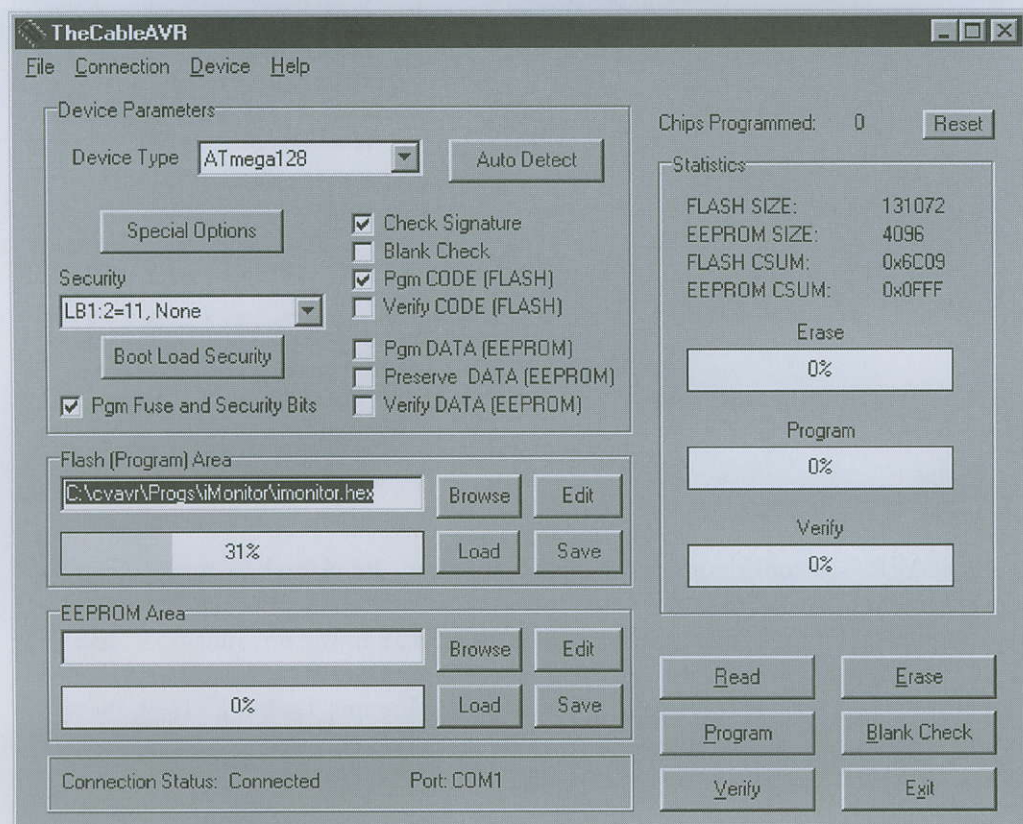 TheCableAVR
File Connection Device Help
Device Parameters
Device Type ATmega128 Auto Detect
Special Options
Security
LB1:2=11, None
Boot Load Security
Pgm Fuse and Security Bits
Check Signature
Blank Check
Pgm CODE (FLASH)
Verify CODE (FLASH)
Pgm DATA (EEPROM)
Preserve DATA (EEPROM)
Verify DATA (EEPROM)
Flash (Program) Area
C:\cvavr\Progs\iMonitor\imonitor.hex Browse Edit
31% Load Save
EEPROM Area
Browse Edit
0% Load Save
Connection Status: Connected Port: COM1
Chips Programmed: 0 Reset
Statistics
FLASH SIZE: 131072
EEPROM SIZE: 4096
FLASH CSUM: 0x6C09
EEPROM CSUM: 0x0FFF
Erase
0%
Program
0%
Verify
0%
Read Erase
Program Blank Check
Verify Exit